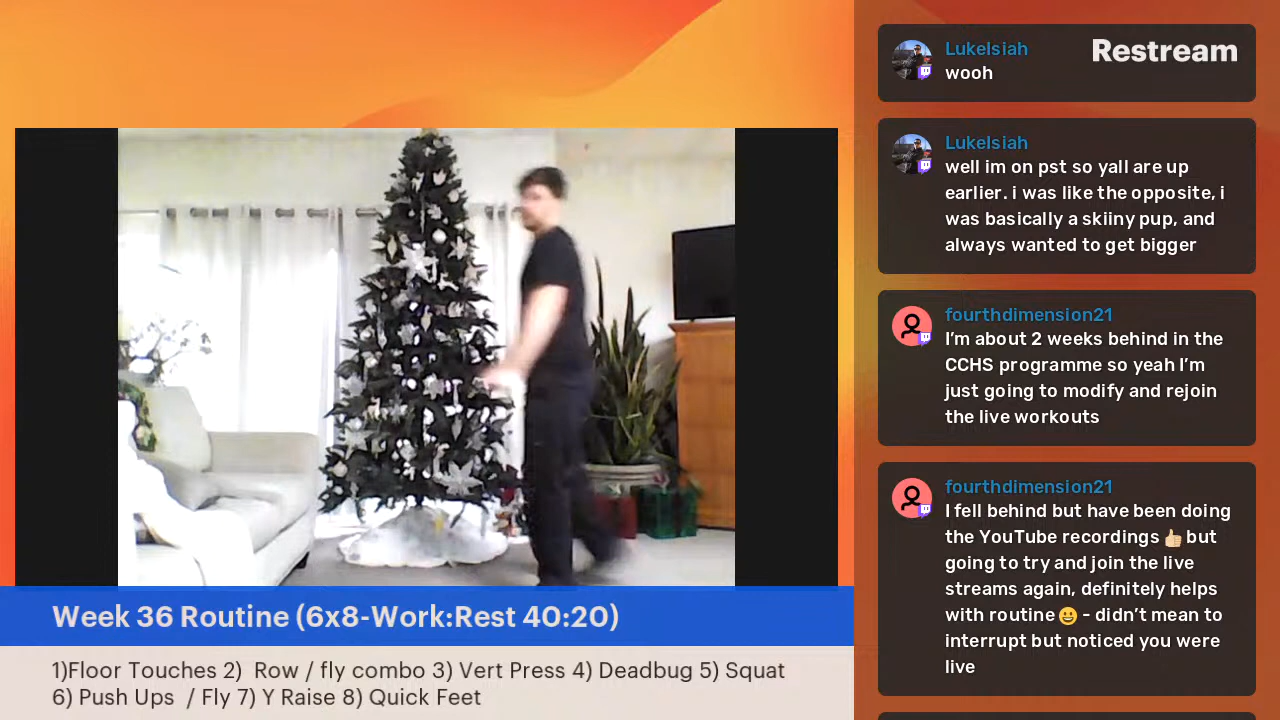 LukeIsiah
Restream
wooh
LukeIsiah
well im on pst so yall are up
earlier. i was like the opposite, i
was basically a skiiny pup, and
always wanted to get bigger
fourthdimension21
I’m about 2 weeks behind in the
CCHS programme so yeah I’m
just going to modify and rejoin
the live workouts
fourthdimension21
I fell behind but have been doing
the YouTube recordings 👍🏼 but
going to try and join the live
streams again, definitely helps
with routine 😀 - didn’t mean to
interrupt but noticed you were
live
Week 36 Routine (6x8-Work:Rest 40:20)
1)Floor Touches 2)  Row / fly combo 3) Vert Press 4) Deadbug 5) Squat
6) Push Ups  / Fly 7) Y Raise 8) Quick Feet